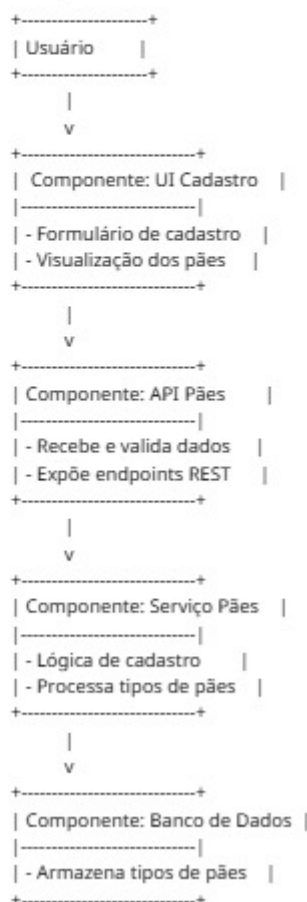 +---------------------+
| Usuário        |
+---------------------+
|
v
+-----------------------------+
| Componente: UI Cadastro   |
|-----------------------------|
| - Formulário de cadastro   |
| - Visualização dos pães    |
+-----------------------------+
|
v
+-----------------------------+
| Componente: API Pães       |
|-----------------------------|
| - Recebe e valida dados    |
| - Expõe endpoints REST     |
+-----------------------------+
|
v
+-----------------------------+
| Componente: Serviço Pães   |
|-----------------------------|
| - Lógica de cadastro      |
| - Processa tipos de pães   |
+-----------------------------+
|
v
+-----------------------------+
| Componente: Banco de Dados  |
|-----------------------------|
| - Armazena tipos de pães   |
+-----------------------------+